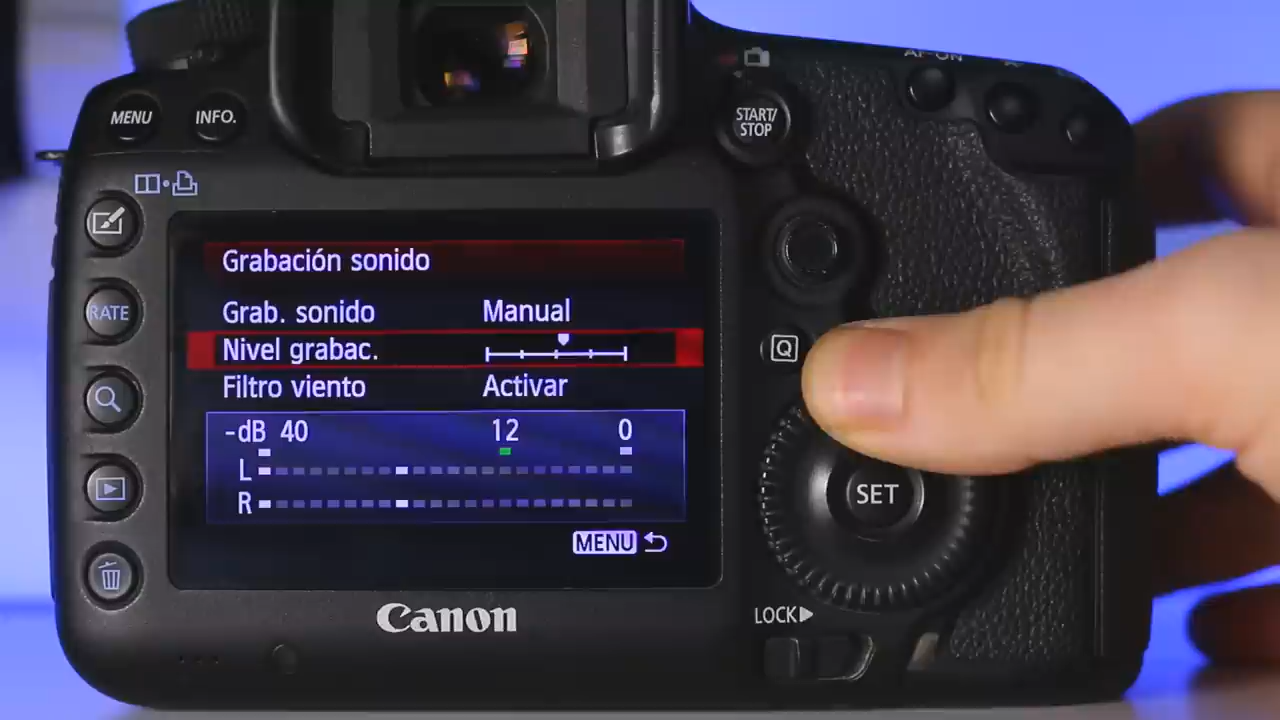 AF-ON
MENU
INFO.
START/
STOP
Grabación sonido
RATE
Grab. sonido Manual
Nivel grabac.
Q
Filtro viento Activar
-dB 40 12 0
L
R
SET
MENU
Canon
LOCK